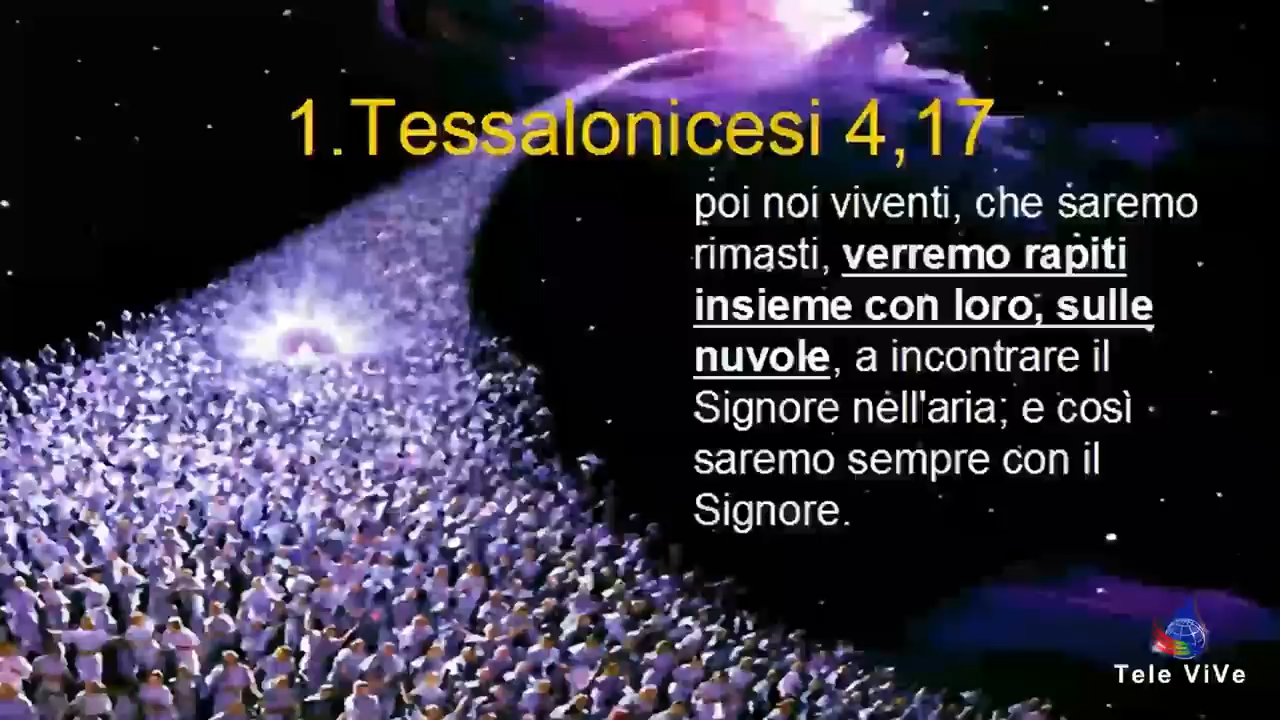 1.Tessalonicesi 4,17
poi noi viventi, che saremo
rimasti, verremo rapiti
insieme con loro, sulle
nuvole, a incontrare il
Signore nell'aria; e così
saremo sempre con il
Signore.
Tele ViVe